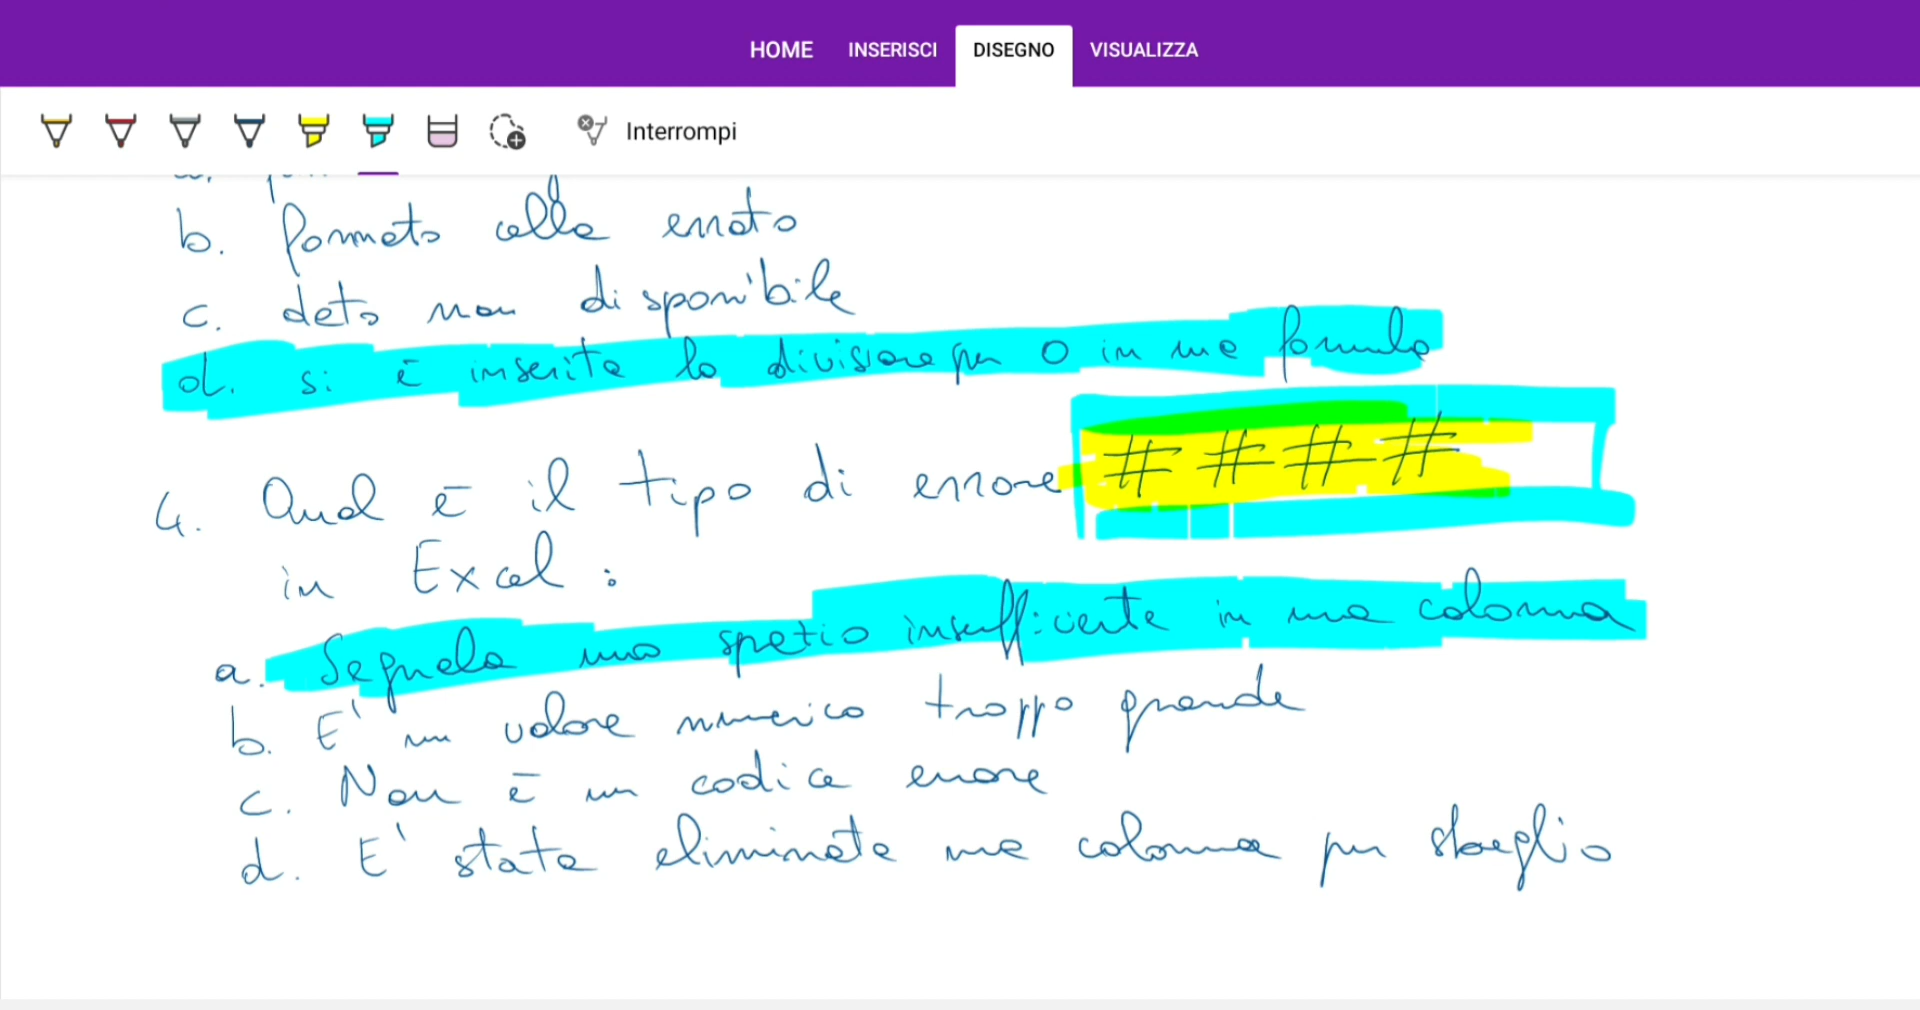 HOME INSERISCI DISEGNO VISUALIZZA
Interrompi
b. formato cella errato
c. dato non disponibile
d. si è inserita la divisione per 0 in una formula
4. Qual è il tipo di errore ####
in Excel :
a. Segnala uno spazio insufficiente in una colonna
b. E' un valore numerico troppo grande
c. Non è un codice errore
d. E' stata eliminata una colonna per sbaglio